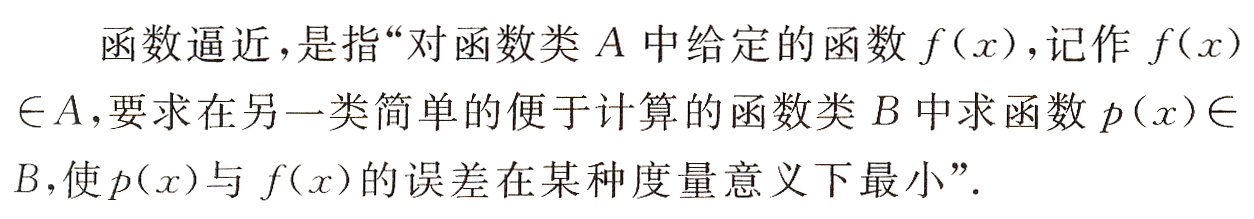 函数逼近,是指“对函数类 A 中给定的函数 f(x),记作 f(x)
∈A,要求在另一类简单的便于计算的函数类 B 中求函数 p(x)∈
B,使p(x)与 f(x)的误差在某种度量意义下最小”.